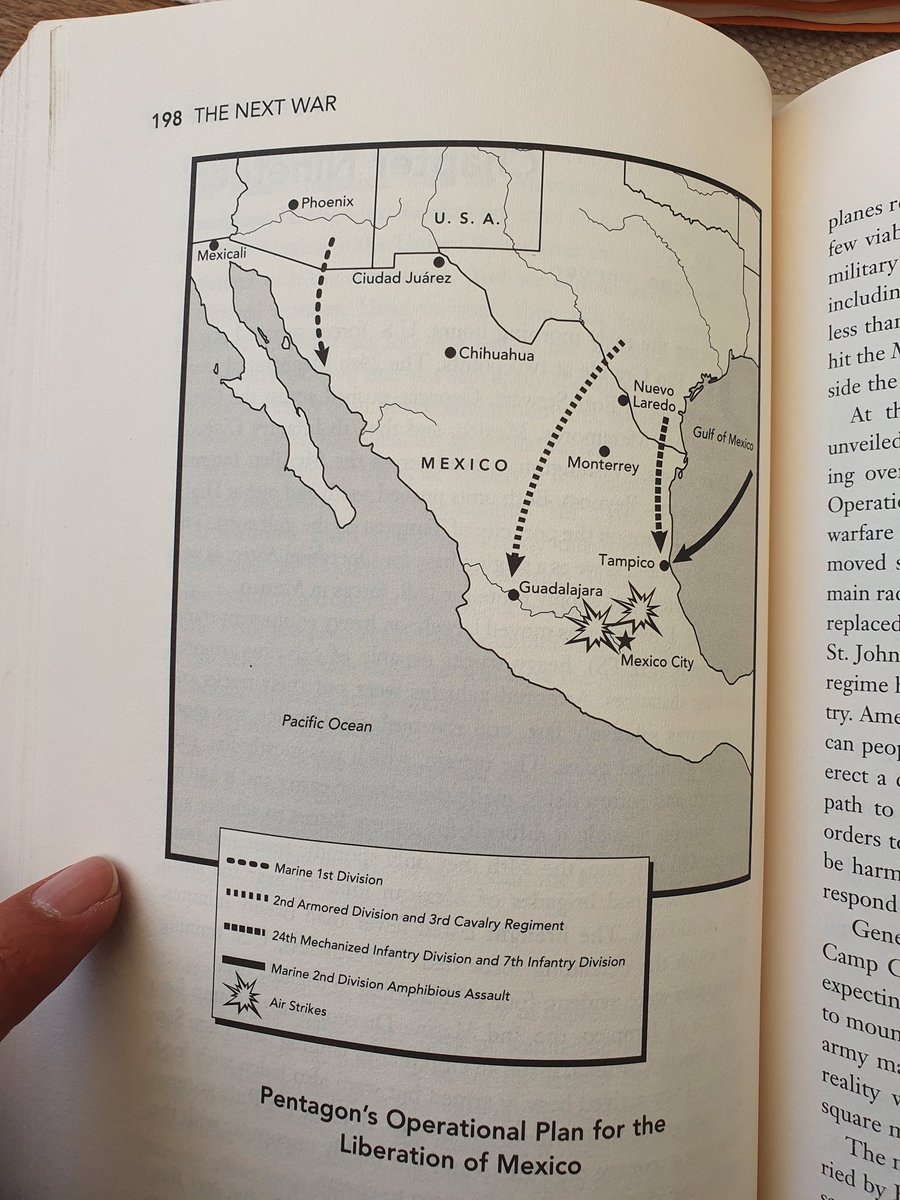 198 THE NEXT WAR
Phoenix
U. S. A.
Mexicali
Ciudad Juárez
Chihuahua
Nuevo
Laredo
Gulf of Mexico
MEXICO
Monterrey
Tampico
Guadalajara
Mexico City
Pacific Ocean
Marine 1st Division
2nd Armored Division and 3rd Cavalry Regiment
24th Mechanized Infantry Division and 7th Infantry Division
Marine 2nd Division Amphibious Assault
Air Strikes
Pentagon's Operational Plan for the
Liberation of Mexico
planes
few viab
military
includin
less than
hit the
side the
At th
unveiled
ing over
Operatio
warfare
moved s
main rad
replaced
St. John
regime h
try. Ame
can peop
erect a
path to
orders to
be harm
respond
Gene
Camp C
expectin
to moun
army ma
reality
square m
The
ried by